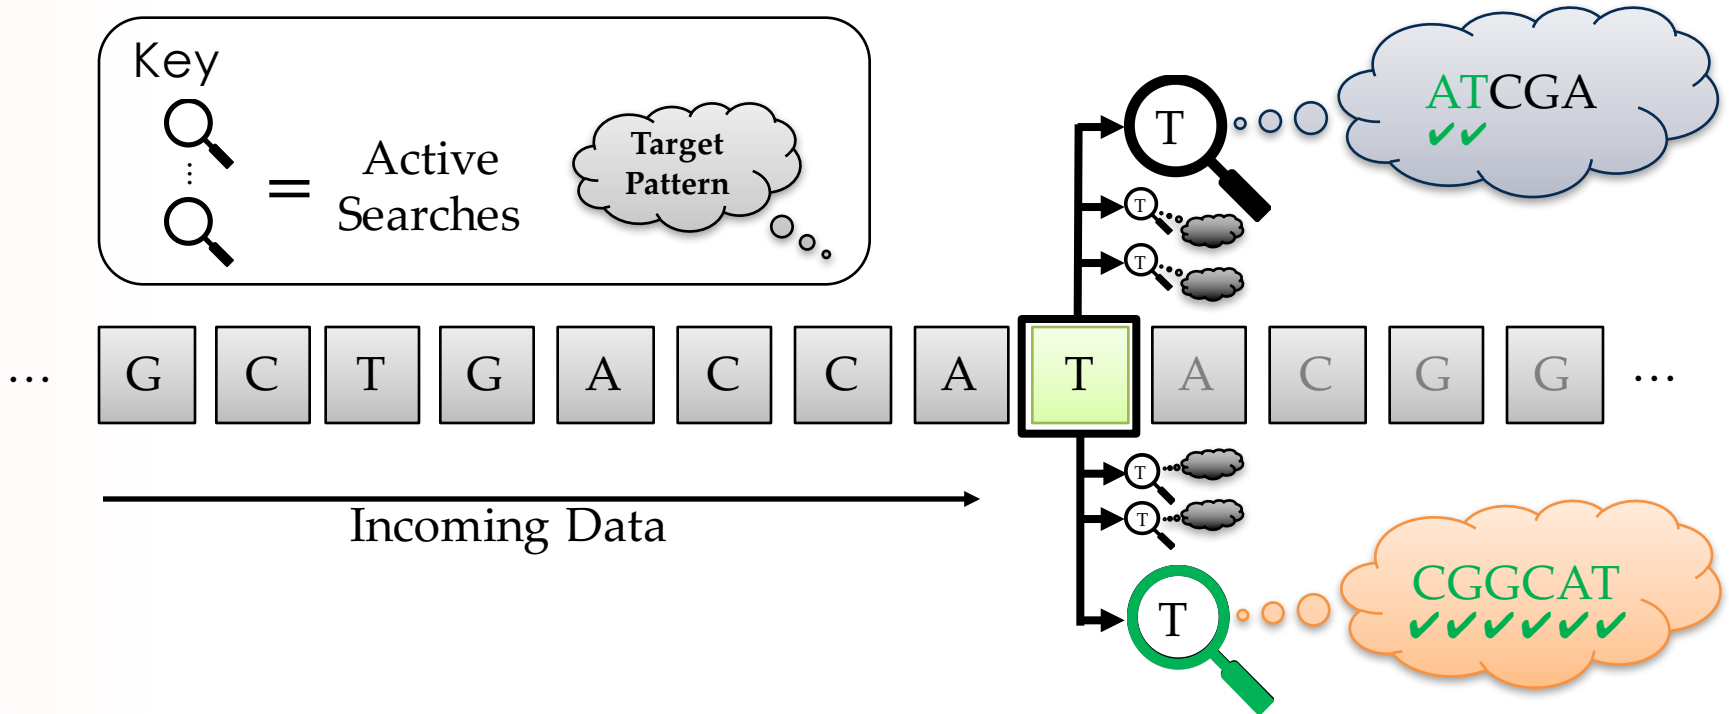 Key
⋮
=
Active
Searches
Target
Pattern
T
ATCGA
✔✔
T
T
... G C T G A C C A T A C G G ...
Incoming Data
T
T
T
CGGCAT
✔✔✔✔✔✔